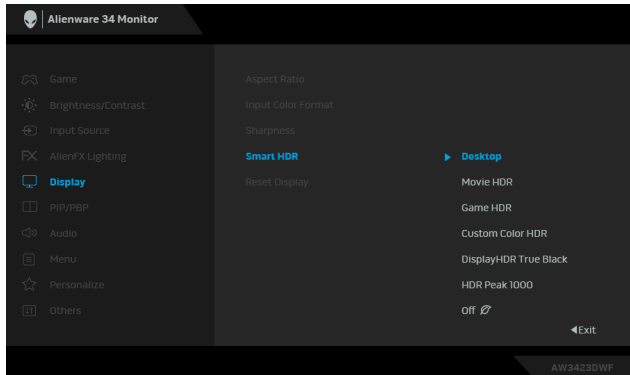 Alienware 34 Monitor
Game
Aspect Ratio
Brightness/Contrast
Input Color Format
Input Source
Sharpness
AlienFX Lighting
Smart HDR
Desktop
Display
Reset Display
Movie HDR
PIP/PBP
Game HDR
Audio
Custom Color HDR
Menu
DisplayHDR True Black
Personalize
HDR Peak 1000
Others
Off
Exit
AW3423DWF